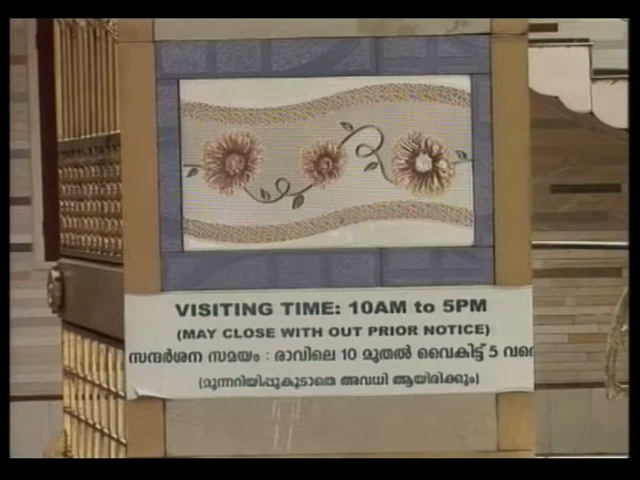 VISITING TIME: 10AM to 5PM
(MAY CLOSE WITH OUT PRIOR NOTICE)
സന്ദർശന സമയം : രാവിലെ 10 മുതൽ വൈകിട്ട് 5 വരെ
(മുന്നറിയിപ്പുകൂടാതെ അവധി ആയിരിക്കും)